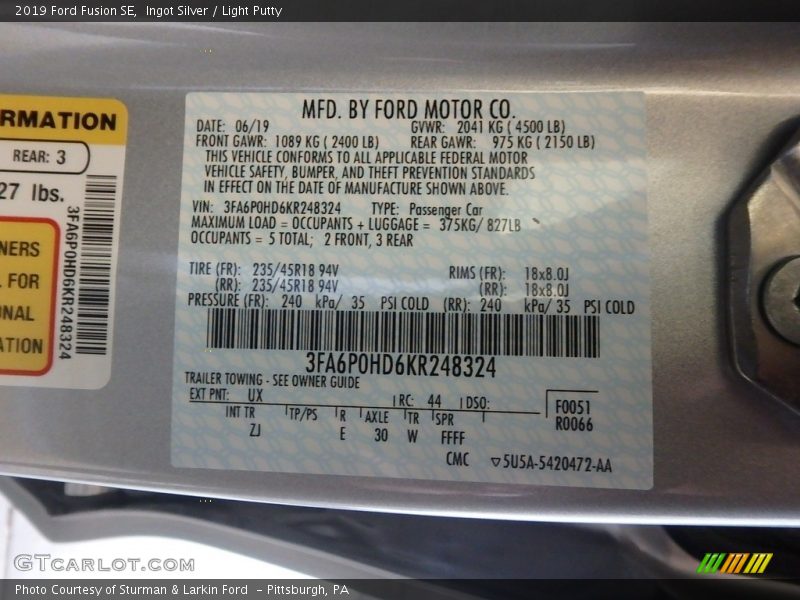 2019 Ford Fusion SE,  Ingot Silver / Light Putty
RMATION
REAR: 3
27 lbs.
3FA6P0HD6KR248324
NERS
FOR
NAL
ATION
MFD. BY FORD MOTOR CO.
DATE: 06/19 GVWR: 2041 KG ( 4500 LB)
FRONT GAWR: 1089 KG ( 2400 LB) REAR GAWR: 975 KG ( 2150 LB)
THIS VEHICLE CONFORMS TO ALL APPLICABLE FEDERAL MOTOR
VEHICLE SAFETY, BUMPER, AND THEFT PREVENTION STANDARDS
IN EFFECT ON THE DATE OF MANUFACTURE SHOWN ABOVE.
VIN: 3FA6P0HD6KR248324 TYPE: Passenger Car
MAXIMUM LOAD = OCCUPANTS + LUGGAGE = 375KG/ 827LB
OCCUPANTS = 5 TOTAL; 2 FRONT, 3 REAR
TIRE (FR): 235/45R18 94V RIMS (FR): 18x8.0J
(RR): 235/45R18 94V (RR): 18x8.0J
PRESSURE (FR): 240 kPa/ 35 PSI COLD (RR): 240 kPa/ 35 PSI COLD
3FA6P0HD6KR248324
TRAILER TOWING - SEE OWNER GUIDE
EXT PNT: UX RC: 44 DSO:
INT TR TP/PS R AXLE TR SPR
ZJ E 30 W FFFF
F0051
R0066
CMC ▽5U5A-5420472-AA
GTCARLOT.COM
Photo Courtesy of Sturman & Larkin Ford  - Pittsburgh, PA